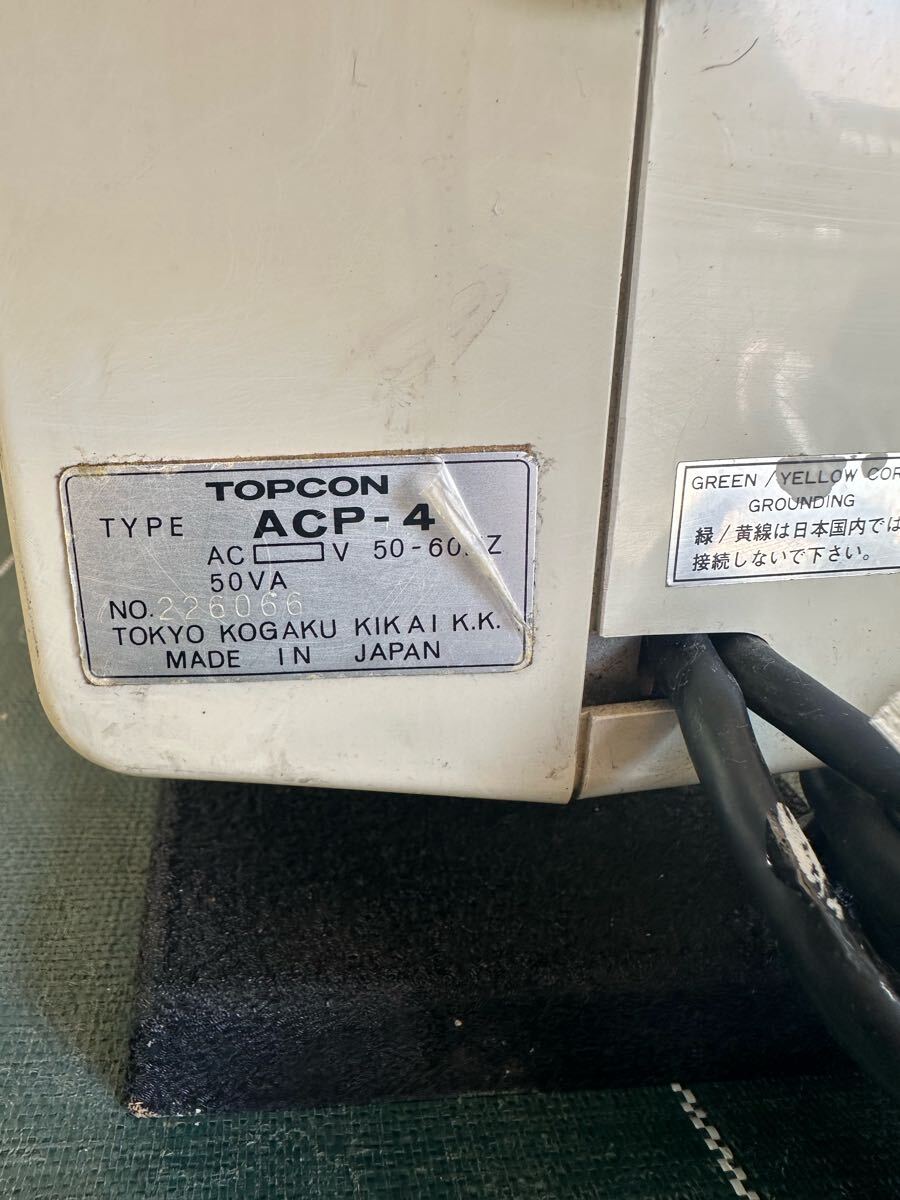 TOPCON
TYPE ACP-4
AC V 50-60HZ
50VA
NO. 226066
TOKYO KOGAKU KIKAI K.K.
MADE IN JAPAN
GREEN / YELLOW COR
GROUNDING
緑/黄線は日本国内では
接続しないで下さい。